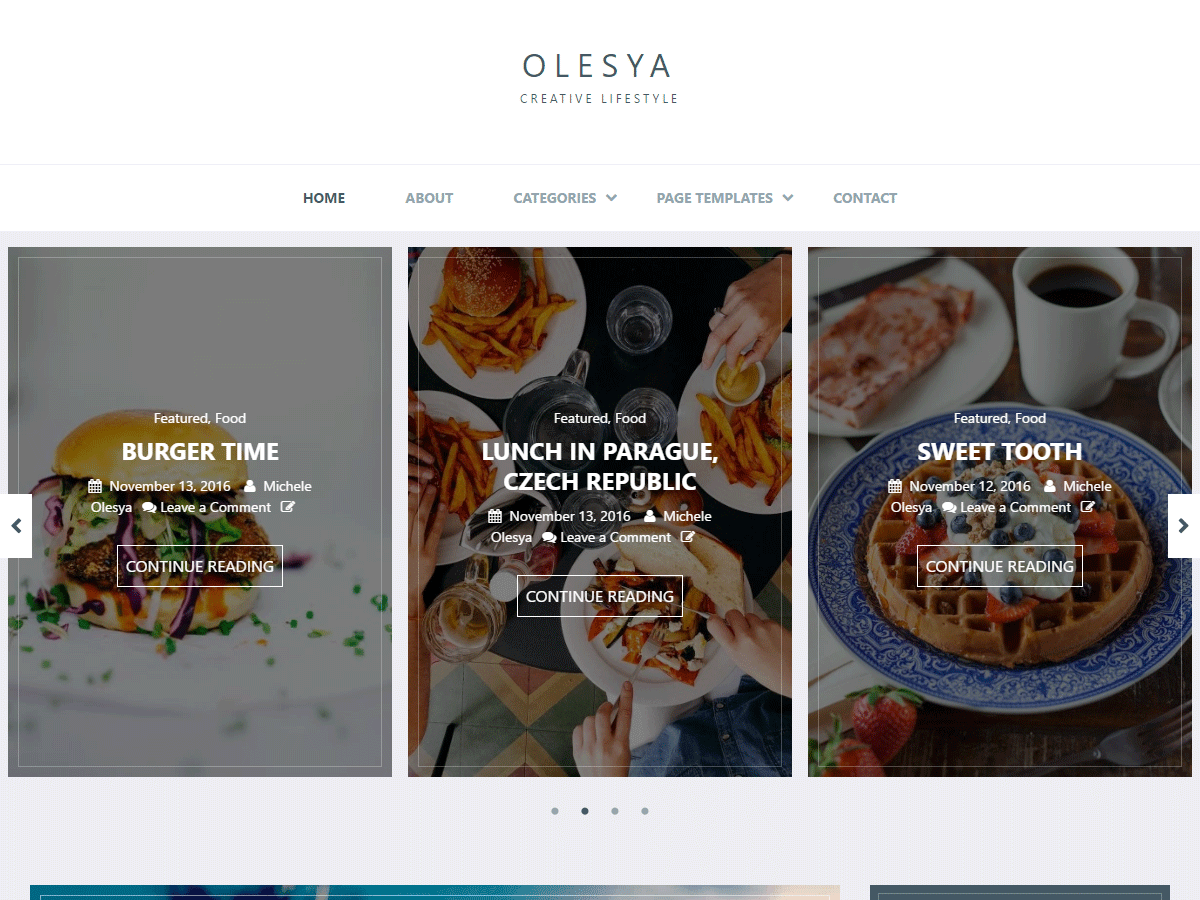 OLESYA
CREATIVE LIFESTYLE
HOME
ABOUT
CATEGORIES
PAGE TEMPLATES
CONTACT
Featured, Food
BURGER TIME
November 13, 2016 Michele
Olesya Leave a Comment
CONTINUE READING
Featured, Food
LUNCH IN PARAGUE,
CZECH REPUBLIC
November 13, 2016 Michele
Olesya Leave a Comment
CONTINUE READING
Featured, Food
SWEET TOOTH
November 12, 2016 Michele
Olesya Leave a Comment
CONTINUE READING